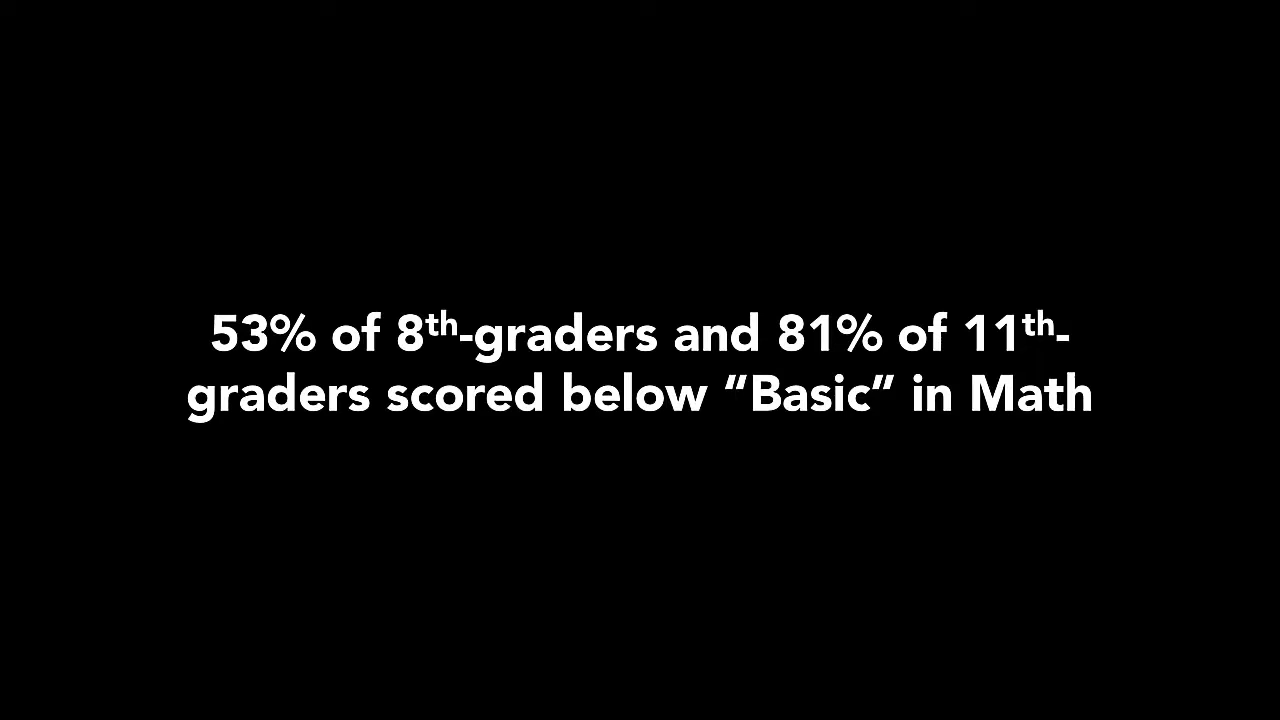 53% of 8th-graders and 81% of 11th-
graders scored below “Basic” in Math